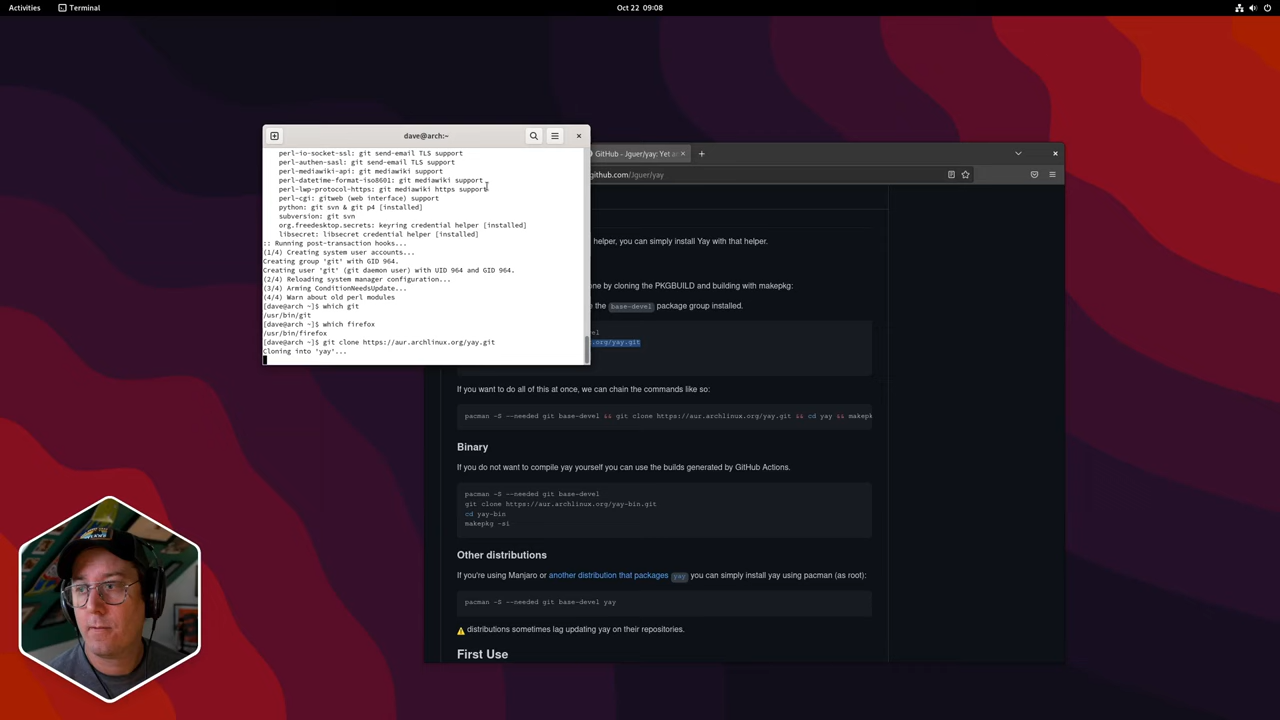 Activities
Terminal
Oct 22 09:08
dave@arch:~
perl-io-socket-ssl: git send-email TLS support
perl-authen-sasl: git send-email TLS support
perl-mediawiki-api: git mediawiki support
perl-datetime-format-iso8601: git mediawiki support
perl-lwp-protocol-https: git mediawiki https support
perl-cgi: gitweb (web interface) support
python: git svn & git p4 [installed]
subversion: git svn
org.freedesktop.secrets: keyring credential helper [installed]
libsecret: libsecret credential helper [installed]
:: Running post-transaction hooks...
(1/4) Creating system user accounts...
Creating group 'git' with GID 964.
Creating user 'git' (git daemon user) with UID 964 and GID 964.
(2/4) Reloading system manager configuration...
(3/4) Arming ConditionNeedsUpdate...
(4/4) Warn about old perl modules
[dave@arch ~]$ which git
/usr/bin/git
[dave@arch ~]$ which firefox
/usr/bin/firefox
[dave@arch ~]$ git clone https://aur.archlinux.org/yay.git
Cloning into 'yay'...
GitHub - Jguer/yay: Yet a
github.com/Jguer/yay
helper, you can simply install Yay with that helper.
one by cloning the PKGBUILD and building with makepkg:
e the base-devel package group installed.
el
.org/yay.git
If you want to do all of this at once, we can chain the commands like so:
pacman -S --needed git base-devel && git clone https://aur.archlinux.org/yay.git && cd yay && makepk
Binary
If you do not want to compile yay yourself you can use the builds generated by GitHub Actions.
pacman -S --needed git base-devel
git clone https://aur.archlinux.org/yay-bin.git
cd yay-bin
makepkg -si
Other distributions
If you're using Manjaro or another distribution that packages yay you can simply install yay using pacman (as root):
pacman -S --needed git base-devel yay
distributions sometimes lag updating yay on their repositories.
First Use